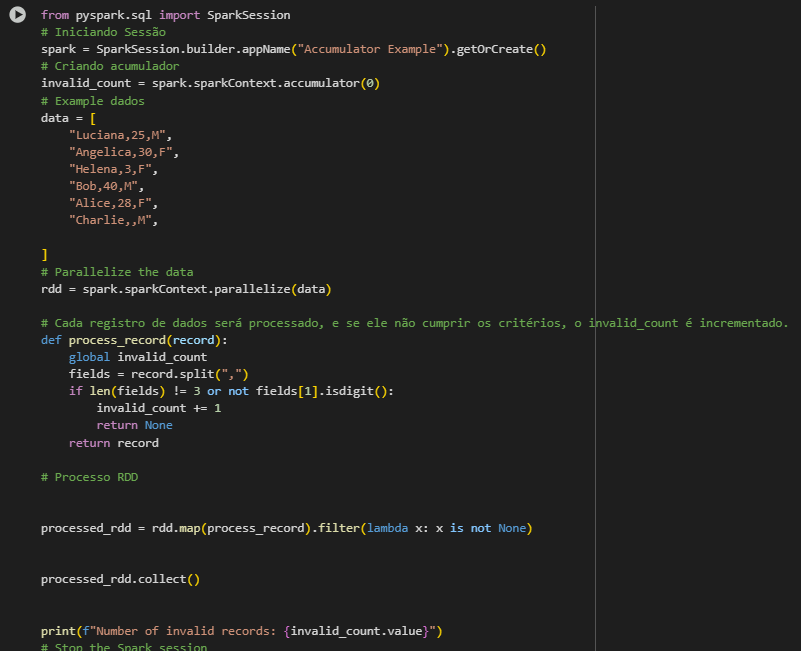 from pyspark.sql import SparkSession
# Iniciando Sessão
spark = SparkSession.builder.appName("Accumulator Example").getOrCreate()
# Criando acumulador
invalid_count = spark.sparkContext.accumulator(0)
# Example dados
data = [
    "Luciana,25,M",
    "Angelica,30,F",
    "Helena,3,F",
    "Bob,40,M",
    "Alice,28,F",
    "Charlie,,M",
]
# Parallelize the data
rdd = spark.sparkContext.parallelize(data)
# Cada registro de dados será processado, e se ele não cumprir os critérios, o invalid_count é incrementado.
def process_record(record):
    global invalid_count
    fields = record.split(",")
    if len(fields) != 3 or not fields[1].isdigit():
        invalid_count += 1
        return None
    return record
# Processo RDD
processed_rdd = rdd.map(process_record).filter(lambda x: x is not None)
processed_rdd.collect()
print(f"Number of invalid records: {invalid_count.value}")
# Stop the Spark session